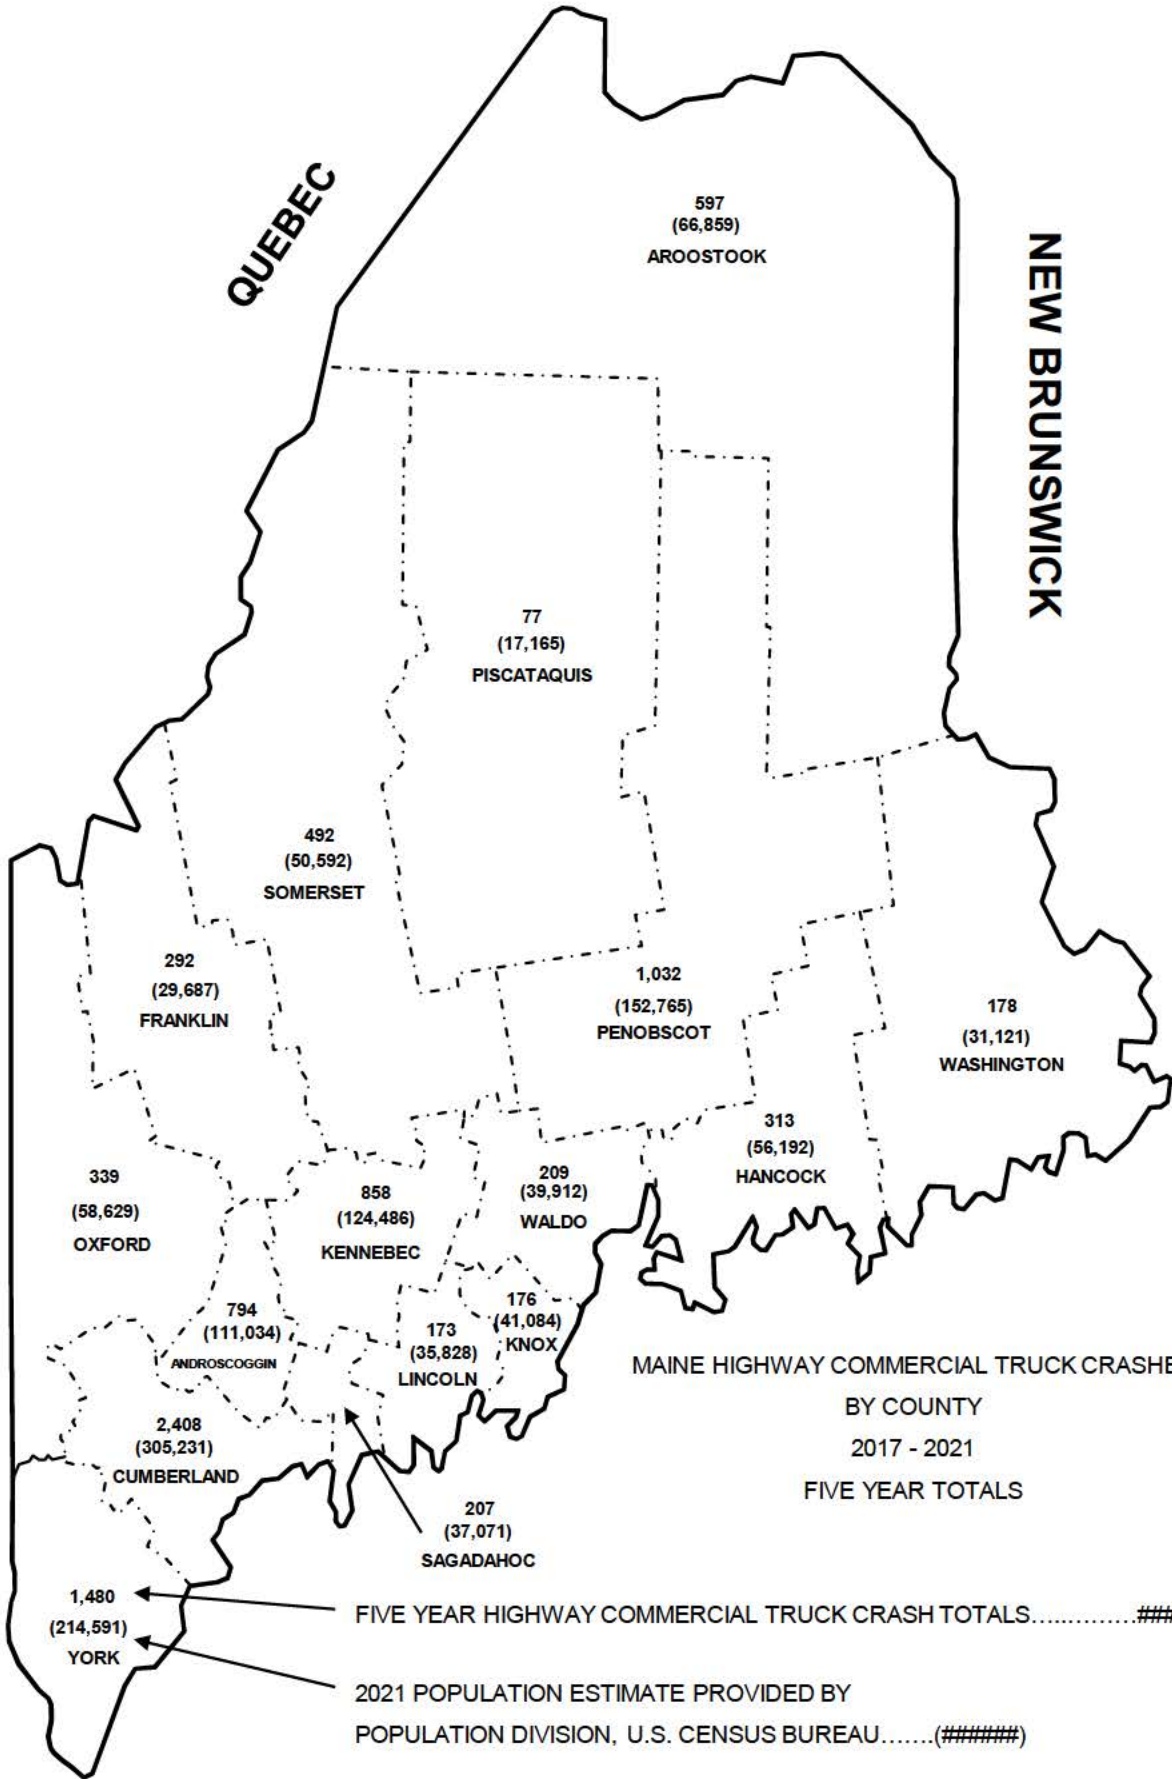 QUEBEC
NEW BRUNSWICK
597
(66,859)
AROOSTOOK
77
(17,165)
PISCATAQUIS
492
(50,592)
SOMERSET
292
(29,687)
FRANKLIN
1,032
(152,765)
PENOBSCOT
178
(31,121)
WASHINGTON
313
(56,192)
HANCOCK
339
(58,629)
OXFORD
858
(124,486)
KENNEBEC
209
(39,912)
WALDO
794
(111,034)
ANDROSCOGGIN
173
(35,828)
LINCOLN
176
(41,084)
KNOX
2,408
(305,231)
CUMBERLAND
207
(37,071)
SAGADAHOC
1,480
(214,591)
YORK
MAINE HIGHWAY COMMERCIAL TRUCK CRASHE
BY COUNTY
2017 - 2021
FIVE YEAR TOTALS
FIVE YEAR HIGHWAY COMMERCIAL TRUCK CRASH TOTALS…..………###
2021 POPULATION ESTIMATE PROVIDED BY
POPULATION DIVISION, U.S. CENSUS BUREAU…….(######)